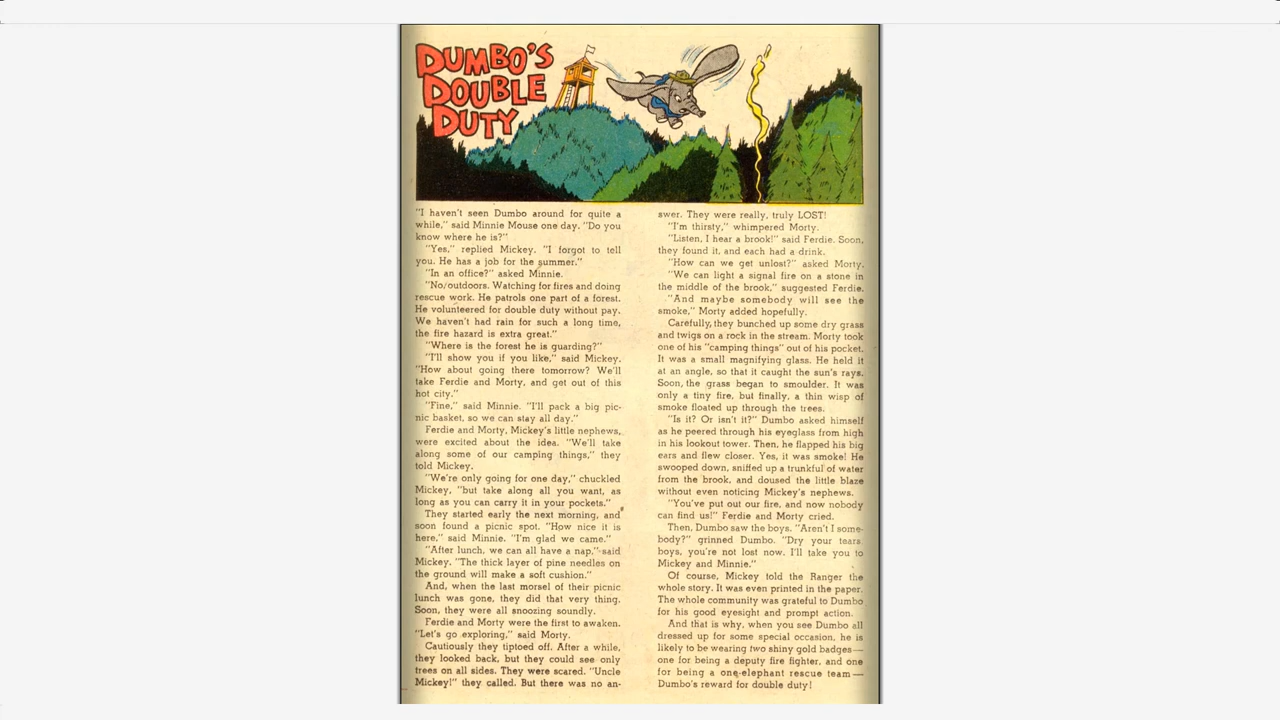 DUMBO'S
DOUBLE
DUTY
"I haven't seen Dumbo around for quite a
while," said Minnie Mouse one day. "Do you
know where he is?"
"Yes," replied Mickey. "I forgot to tell
you. He has a job for the summer."
"In an office?" asked Minnie.
"No, outdoors. Watching for fires and doing
rescue work. He patrols one part of a forest.
He volunteered for double duty without pay.
We haven't had rain for such a long time,
the fire hazard is extra great."
"Where is the forest he is guarding?"
"I'll show you if you like," said Mickey.
"How about going there tomorrow? We'll
take Ferdie and Morty, and get out of this
hot city."
"Fine," said Minnie. "I'll pack a big pic-
nic basket, so we can stay all day."
Ferdie and Morty, Mickey's little nephews,
were excited about the idea. "We'll take
along some of our camping things," they
told Mickey.
"We're only going for one day," chuckled
Mickey, "but take along all you want, as
long as you can carry it in your pockets."
They started early the next morning, and
soon found a picnic spot. "How nice it is
here," said Minnie. "I'm glad we came."
"After lunch, we can all have a nap," said
Mickey. "The thick layer of pine needles on
the ground will make a soft cushion."
And, when the last morsel of their picnic
lunch was gone, they did that very thing.
Soon, they were all snoozing soundly.
Ferdie and Morty were the first to awaken.
"Let's go exploring," said Morty.
Cautiously they tiptoed off. After a while,
they looked back, but they could see only
trees on all sides. They were scared. "Uncle
Mickey!" they called. But there was no an-
swer. They were really, truly LOST!
"I'm thirsty," whimpered Morty.
"Listen, I hear a brook!" said Ferdie. Soon,
they found it, and each had a drink.
"How can we get unlost?" asked Morty.
"We can light a signal fire on a stone in
the middle of the brook," suggested Ferdie.
"And maybe somebody will see the
smoke," Morty added hopefully.
Carefully, they bunched up some dry grass
and twigs on a rock in the stream. Morty took
one of his "camping things" out of his pocket.
It was a small magnifying glass. He held it
at an angle, so that it caught the sun's rays.
Soon, the grass began to smoulder. It was
only a tiny fire, but finally, a thin wisp of
smoke floated up through the trees.
"Is it? Or isn't it?" Dumbo asked himself
as he peered through his eyeglass from high
in his lookout tower. Then, he flapped his big
ears and flew closer. Yes, it was smoke! He
swooped down, sniffed up a trunkful of water
from the brook, and doused the little blaze
without even noticing Mickey's nephews.
"You've put out our fire, and now nobody
can find us!" Ferdie and Morty cried.
Then, Dumbo saw the boys. "Aren't I some-
body?" grinned Dumbo. "Dry your tears
boys, you're not lost now. I'll take you to
Mickey and Minnie."
Of course, Mickey told the Ranger the
whole story. It was even printed in the paper.
The whole community was grateful to Dumbo
for his good eyesight and prompt action.
And that is why, when you see Dumbo all
dressed up for some special occasion, he is
likely to be wearing two shiny gold badges—
one for being a deputy fire fighter, and one
for being a one-elephant rescue team—
Dumbo's reward for double duty!